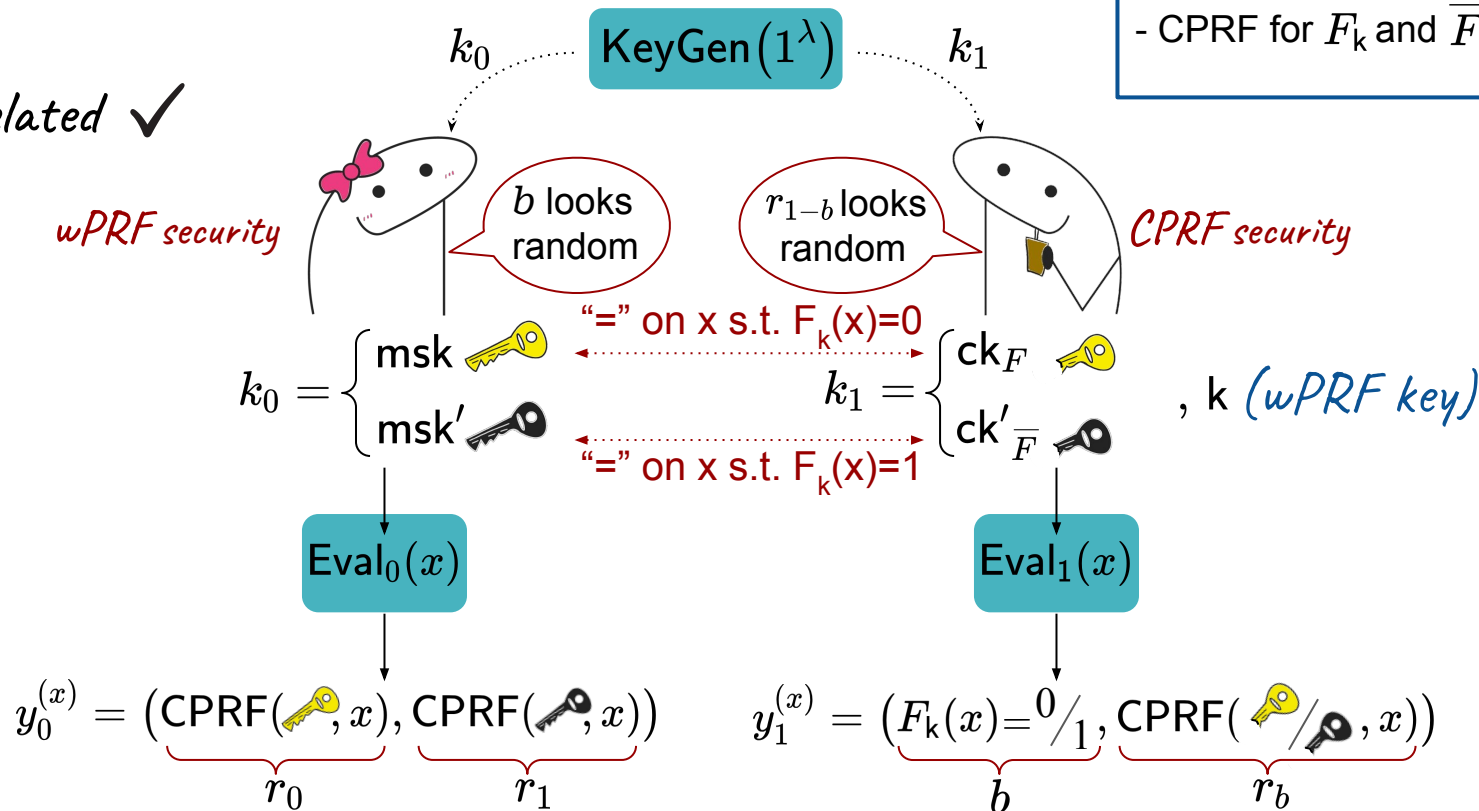 - CPRF for F_k and F̅
k_0
KeyGen(1^λ)
k_1
elated ✓
wPRF security
b looks
random
r_{1-b} looks
random
CPRF security
“=” on x s.t. F_k(x)=0
k_0 = { msk
msk′
k_1 = { ck_F
ck′_F̅
, k (wPRF key)
“=” on x s.t. F_k(x)=1
Eval_0(x)
Eval_1(x)
y_0^{(x)} = (CPRF( , x), CPRF( , x))
r_0 r_1
y_1^{(x)} = (F_k(x)=0/1, CPRF( / , x))
b r_b